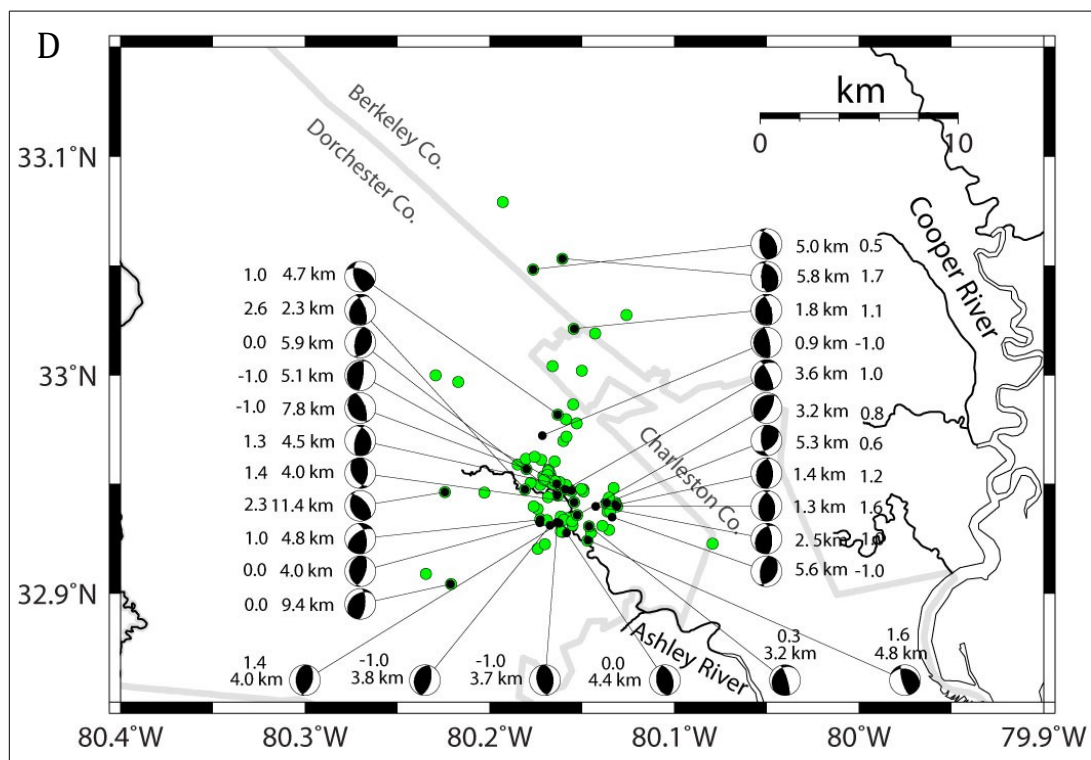 D
km
0 10
Berkeley Co.
Dorchester Co.
Charleston Co.
Cooper River
Ashley River
33.1°N
33°N
32.9°N
80.4°W 80.3°W 80.2°W 80.1°W 80°W 79.9°W
1.0 4.7 km
2.6 2.3 km
0.0 5.9 km
-1.0 5.1 km
-1.0 7.8 km
1.3 4.5 km
1.4 4.0 km
2.3 11.4 km
1.0 4.8 km
0.0 4.0 km
0.0 9.4 km
5.0 km 0.5
5.8 km 1.7
1.8 km 1.1
0.9 km -1.0
3.6 km 1.0
3.2 km 0.8
5.3 km 0.6
1.4 km 1.2
1.3 km 1.6
2.5 km
5.6 km -1.0
1.4
4.0 km
-1.0
3.8 km
-1.0
3.7 km
0.0
4.4 km
0.3
3.2 km
1.6
4.8 km